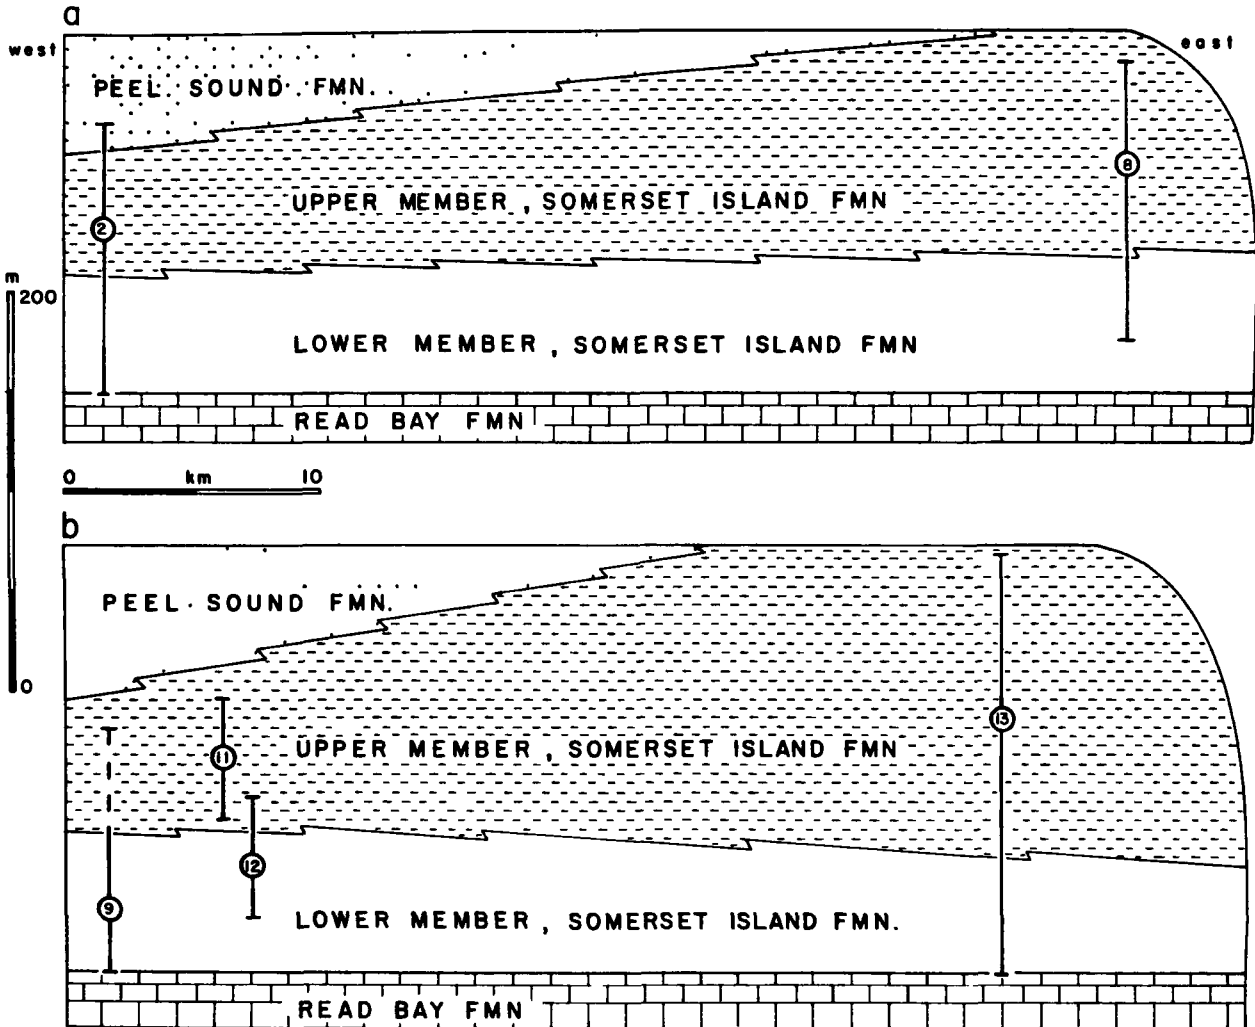 a
west
east
PEEL SOUND FMN.
8
UPPER MEMBER, SOMERSET ISLAND FMN
2
m
200
LOWER MEMBER, SOMERSET ISLAND FMN
READ BAY FMN
0 km 10
b
PEEL SOUND FMN.
0
13
11
UPPER MEMBER, SOMERSET ISLAND FMN
12
9
LOWER MEMBER, SOMERSET ISLAND FMN.
READ BAY FMN